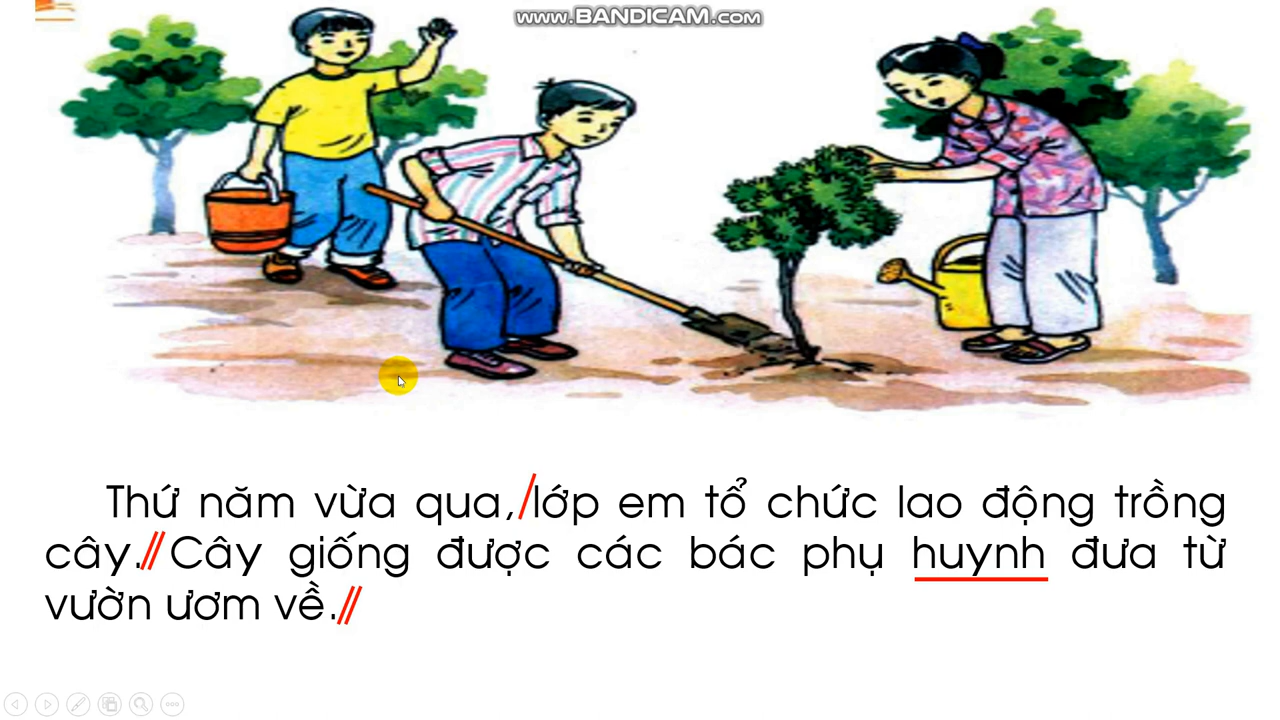 www.BANDICAM.com
Thứ năm vừa qua,/lớp em tổ chức lao động trồng
cây.//Cây giống được các bác phụ huynh đưa từ
vườn ươm về.//